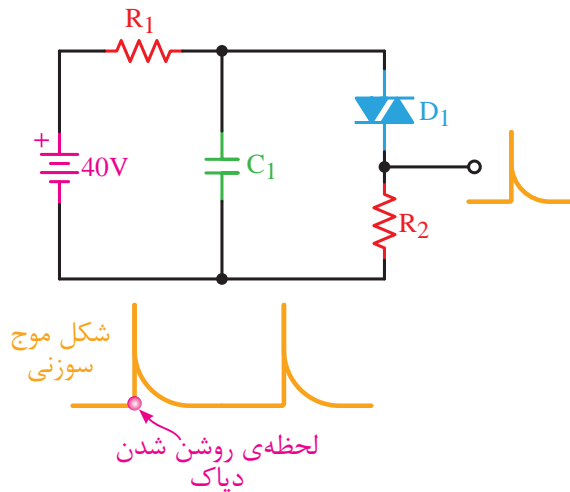 R1
+
40V
C1
D1
R2
شکل موج
سوزنی
لحظه‌ی روشن شدن
دیاک